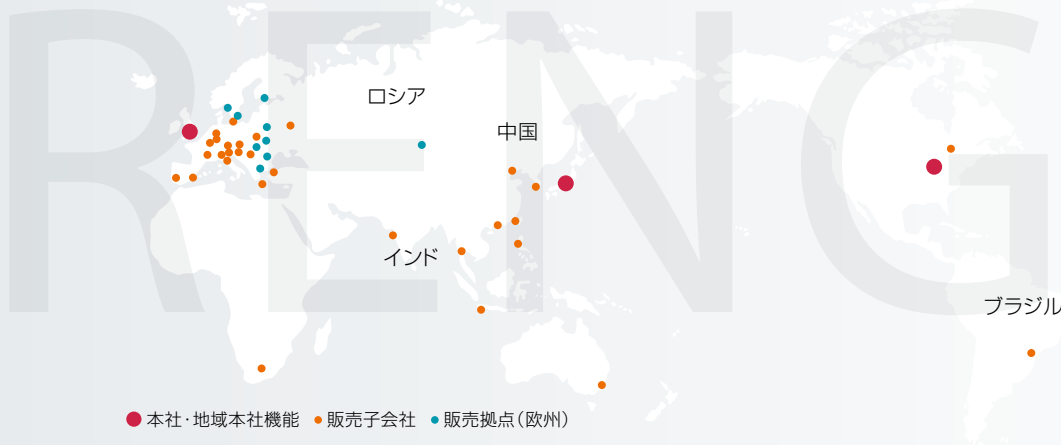 RENG
ロシア
中国
インド
ブラジル
●本社・地域本社機能 ●販売子会社 ●販売拠点(欧州)